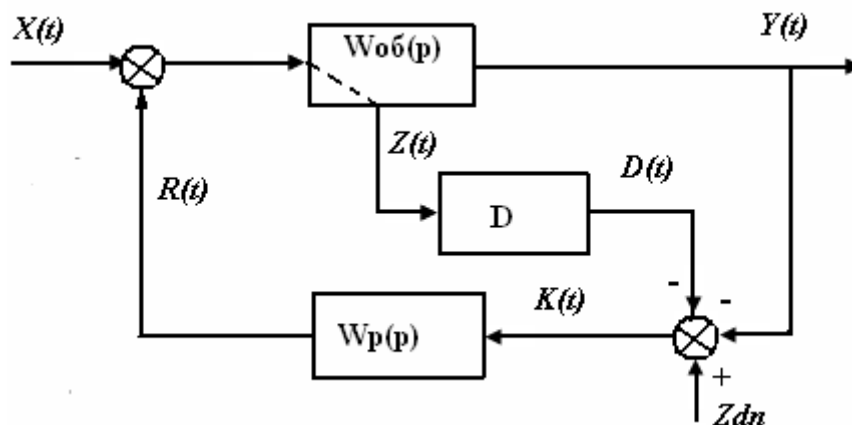 X(t)
Wоб(p)
Y(t)
Z(t)
D(t)
R(t)
D
-
-
K(t)
Wp(p)
+
Zdn